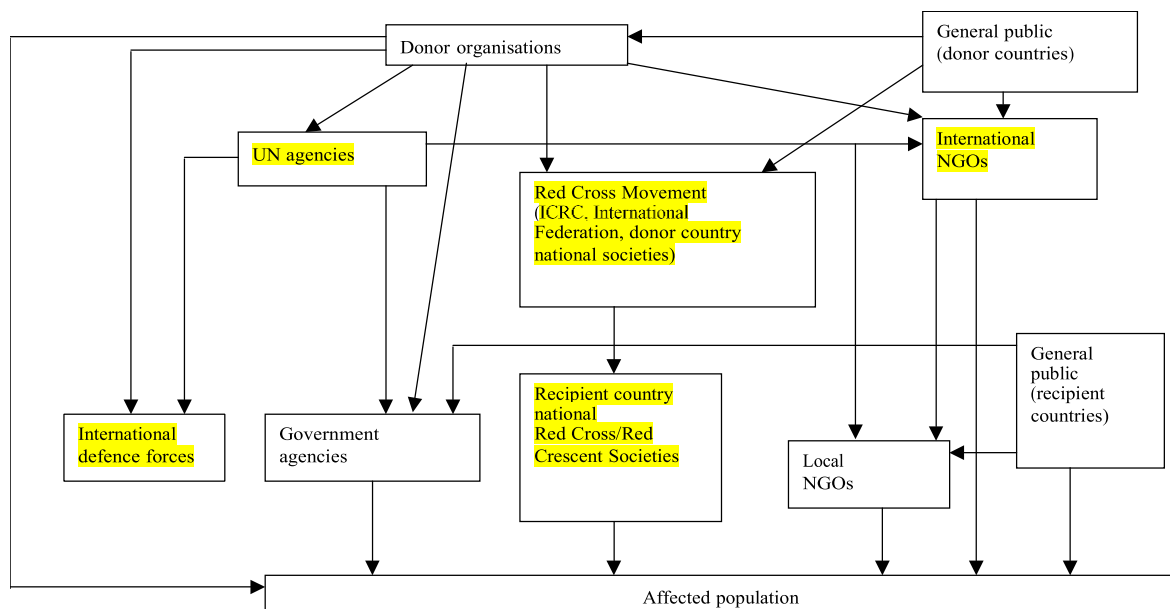 Donor organisations
General public
(donor countries)
UN agencies
International
NGOs
Red Cross Movement
(ICRC, International
Federation, donor country
national societies)
General
public
(recipient
countries)
Recipient country
national
Red Cross/Red
Crescent Societies
International
defence forces
Government
agencies
Local
NGOs
Affected population